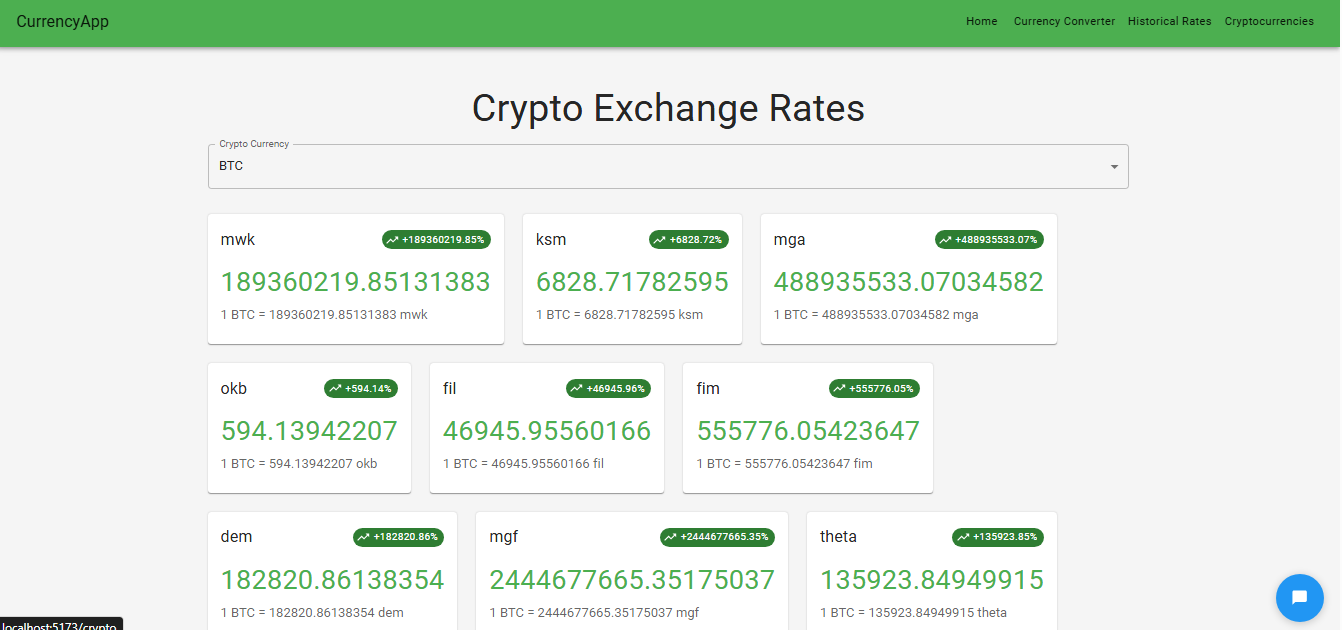 CurrencyApp Home Currency Converter Historical Rates Cryptocurrencies
Crypto Exchange Rates
Crypto Currency
BTC
mwk +189360219.85% ksm +6828.72% mga +488935533.07%
189360219.85131383 6828.71782595 488935533.07034582
1 BTC = 189360219.85131383 mwk 1 BTC = 6828.71782595 ksm 1 BTC = 488935533.07034582 mga
okb +594.14% fil +46945.96% fim +555776.05%
594.13942207 46945.95560166 555776.05423647
1 BTC = 594.13942207 okb 1 BTC = 46945.95560166 fil 1 BTC = 555776.05423647 fim
dem +182820.86% mgf +2444677665.35% theta +135923.85%
182820.86138354 2444677665.35175037 135923.84949915
1 BTC = 182820.86138354 dem 1 BTC = 2444677665.35175037 mgf 1 BTC = 135923.84949915 theta
localhost:5173/crypto